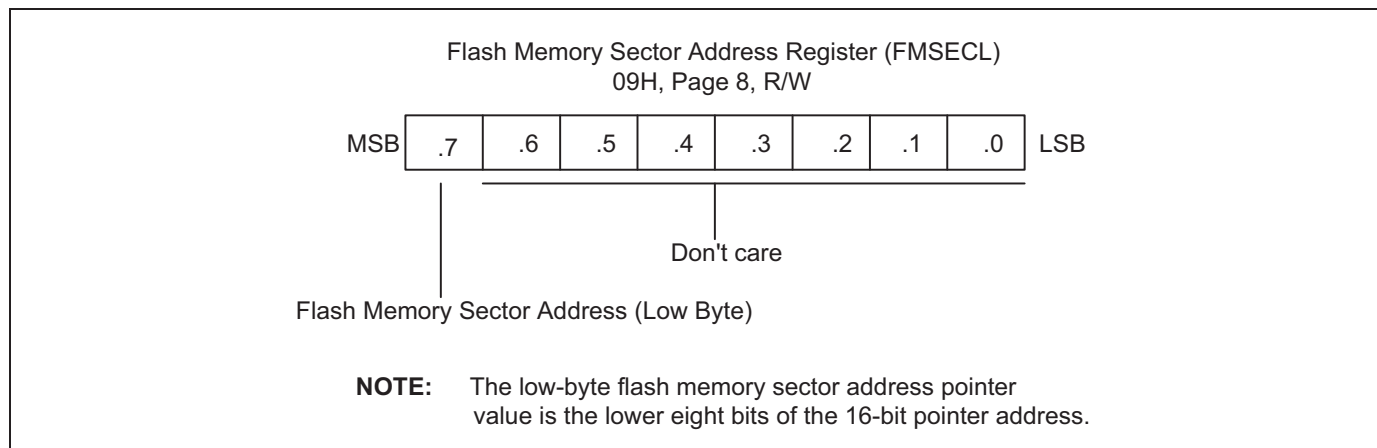 Flash Memory Sector Address Register (FMSECL)
09H, Page 8, R/W
MSB .7 .6 .5 .4 .3 .2 .1 .0 LSB
Don't care
Flash Memory Sector Address (Low Byte)
NOTE: The low-byte flash memory sector address pointer
value is the lower eight bits of the 16-bit pointer address.